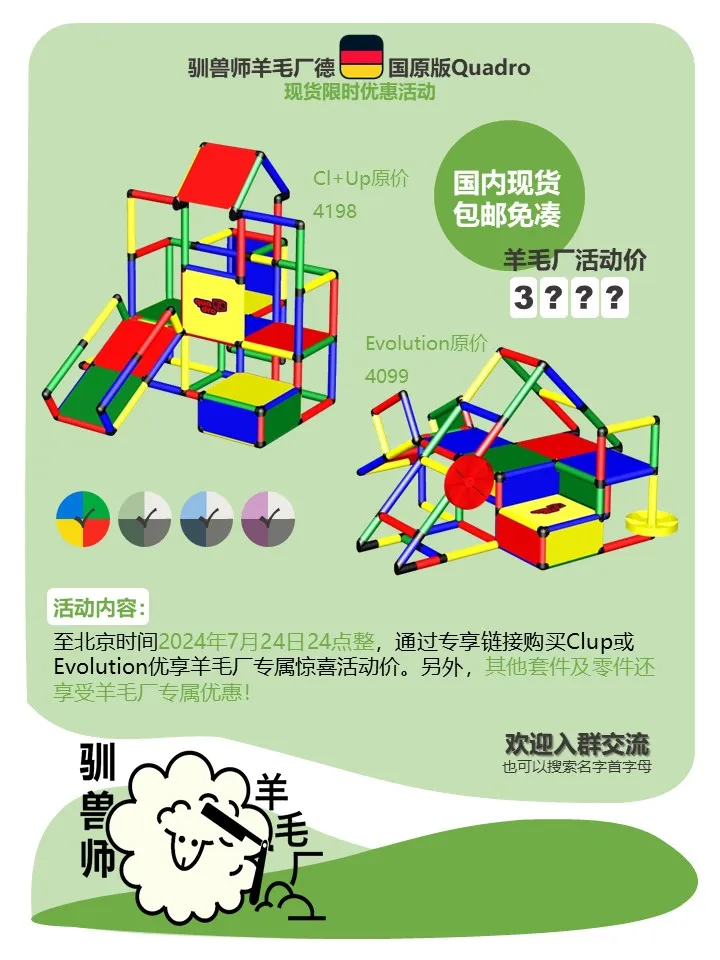 驯兽师羊毛厂德国原版Quadro
现货限时优惠活动
Cl+Up原价
4198
国内现货
包邮免凑
羊毛厂活动价
3???
Evolution原价
4099
活动内容：
至北京时间2024年7月24日24点整，通过专享链接购买Clup或
Evolution优享羊毛厂专属惊喜活动价。另外，其他套件及零件还
享受羊毛厂专属优惠！
欢迎入群交流
也可以搜索名字首字母
驯兽师
羊毛厂